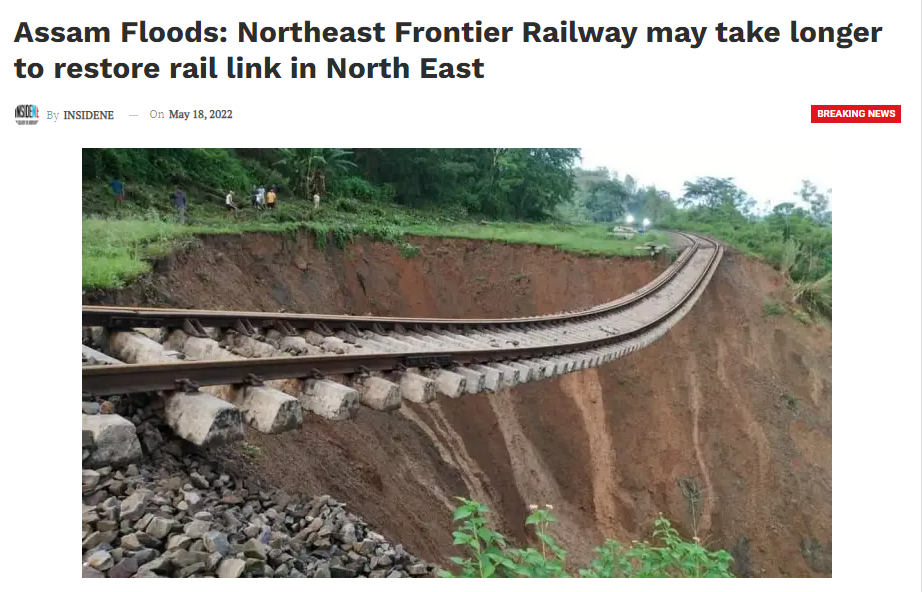 Assam Floods: Northeast Frontier Railway may take longer
to restore rail link in North East
INSIDENE
By INSIDENE — On May 18, 2022
BREAKING NEWS